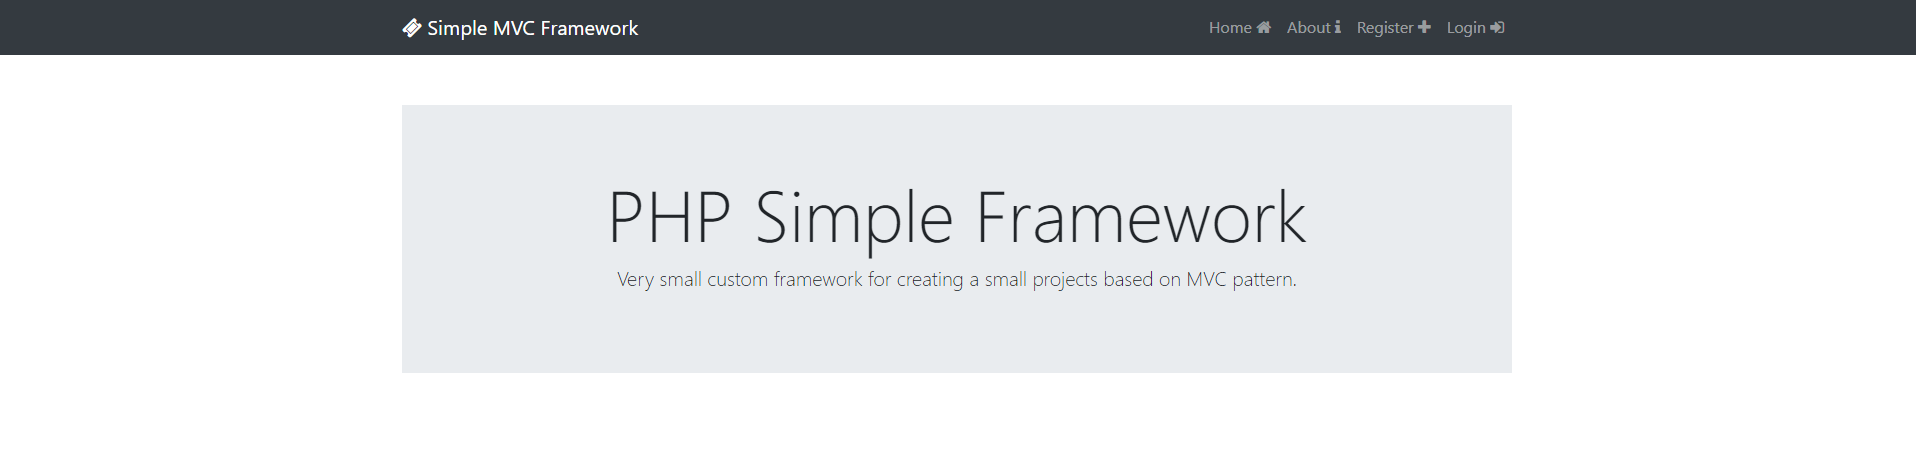 Simple MVC Framework
Home About Register Login
PHP Simple Framework
Very small custom framework for creating a small projects based on MVC pattern.